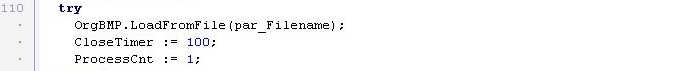 110 try
OrgBMP.LoadFromFile(par_Filename);
CloseTimer := 100;
ProcessCnt := 1;